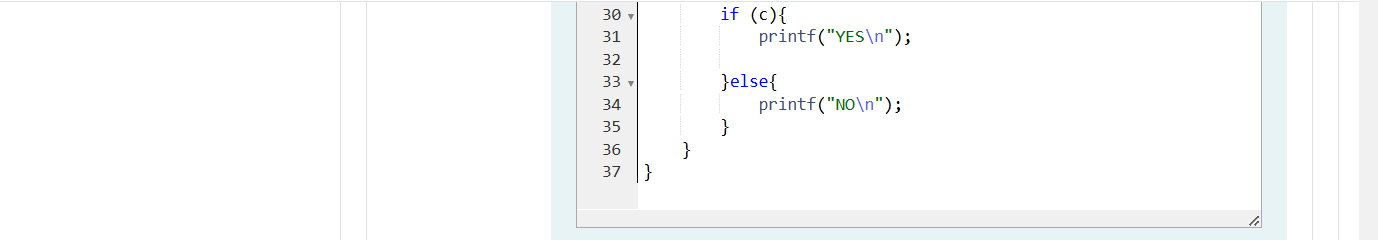 30 if (c){
31 printf("YES\n");
32
33 }else{
34 printf("NO\n");
35 }
36 }
37 }